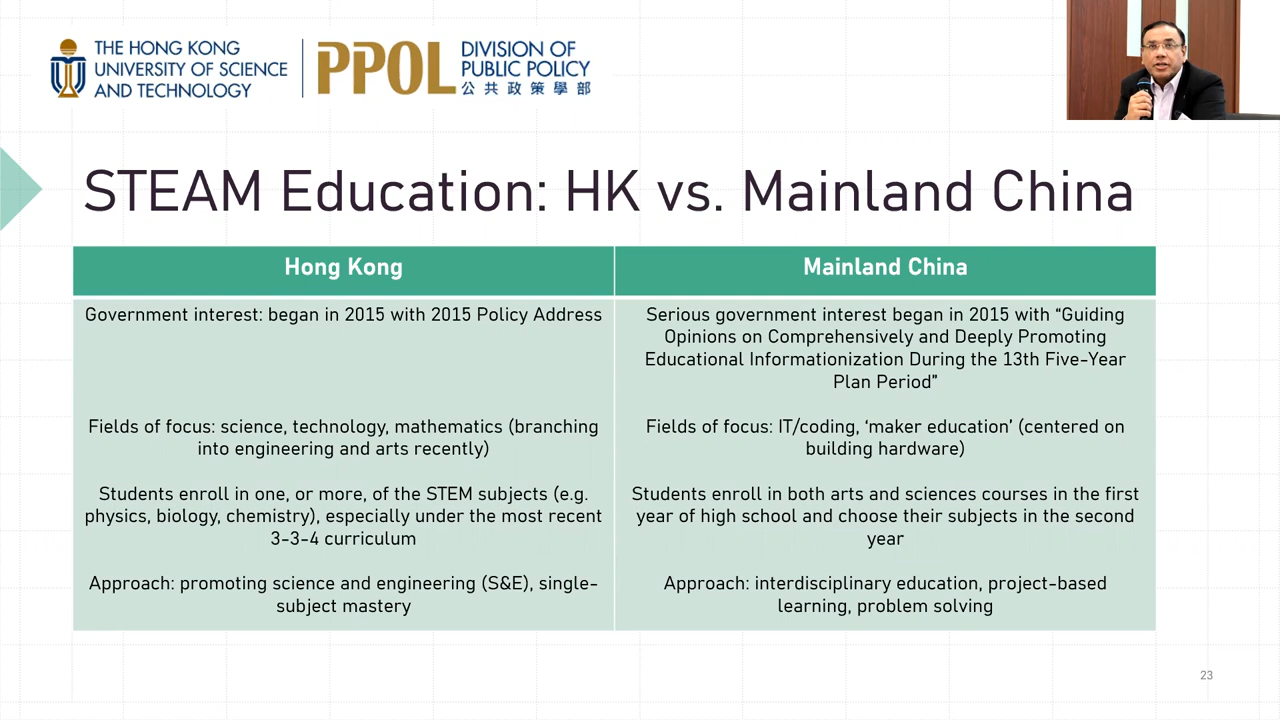 THE HONG KONG
UNIVERSITY OF SCIENCE
AND TECHNOLOGY
PPOL
DIVISION OF
PUBLIC POLICY
公共政策學部
STEAM Education: HK vs. Mainland China
Hong Kong
Mainland China
Government interest: began in 2015 with 2015 Policy Address
Serious government interest began in 2015 with “Guiding
Opinions on Comprehensively and Deeply Promoting
Educational Informationization During the 13th Five-Year
Plan Period”
Fields of focus: science, technology, mathematics (branching
into engineering and arts recently)
Fields of focus: IT/coding, ‘maker education’ (centered on
building hardware)
Students enroll in one, or more, of the STEM subjects (e.g.
physics, biology, chemistry), especially under the most recent
3-3-4 curriculum
Students enroll in both arts and sciences courses in the first
year of high school and choose their subjects in the second
year
Approach: promoting science and engineering (S&E), single-
subject mastery
Approach: interdisciplinary education, project-based
learning, problem solving
23